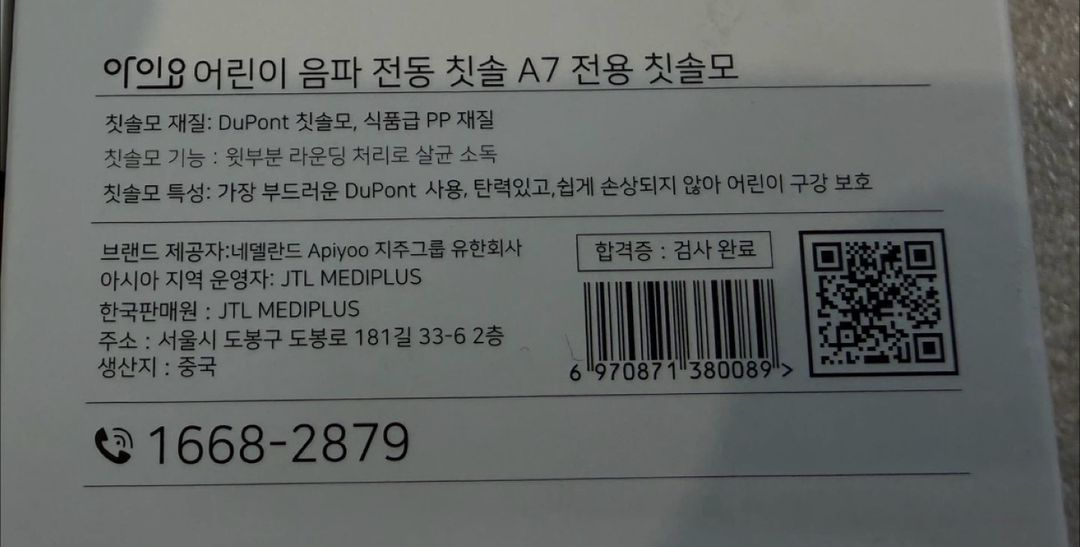 아이요 어린이 음파 전동 칫솔 A7 전용 칫솔모
칫솔모 재질: DuPont 칫솔모, 식품급 PP 재질
칫솔모 기능 : 윗부분 라운딩 처리로 살균 소독
칫솔모 특성: 가장 부드러운 DuPont 사용, 탄력있고,쉽게 손상되지 않아 어린이 구강 보호
브랜드 제공자:네델란드 Apiyoo 지주그룹 유한회사
아시아 지역 운영자: JTL MEDIPLUS
한국판매원 : JTL MEDIPLUS
주소 : 서울시 도봉구 도봉로 181길 33-6 2층
생산지 : 중국
합격증 : 검사 완료
6 970871 380089 >
1668-2879